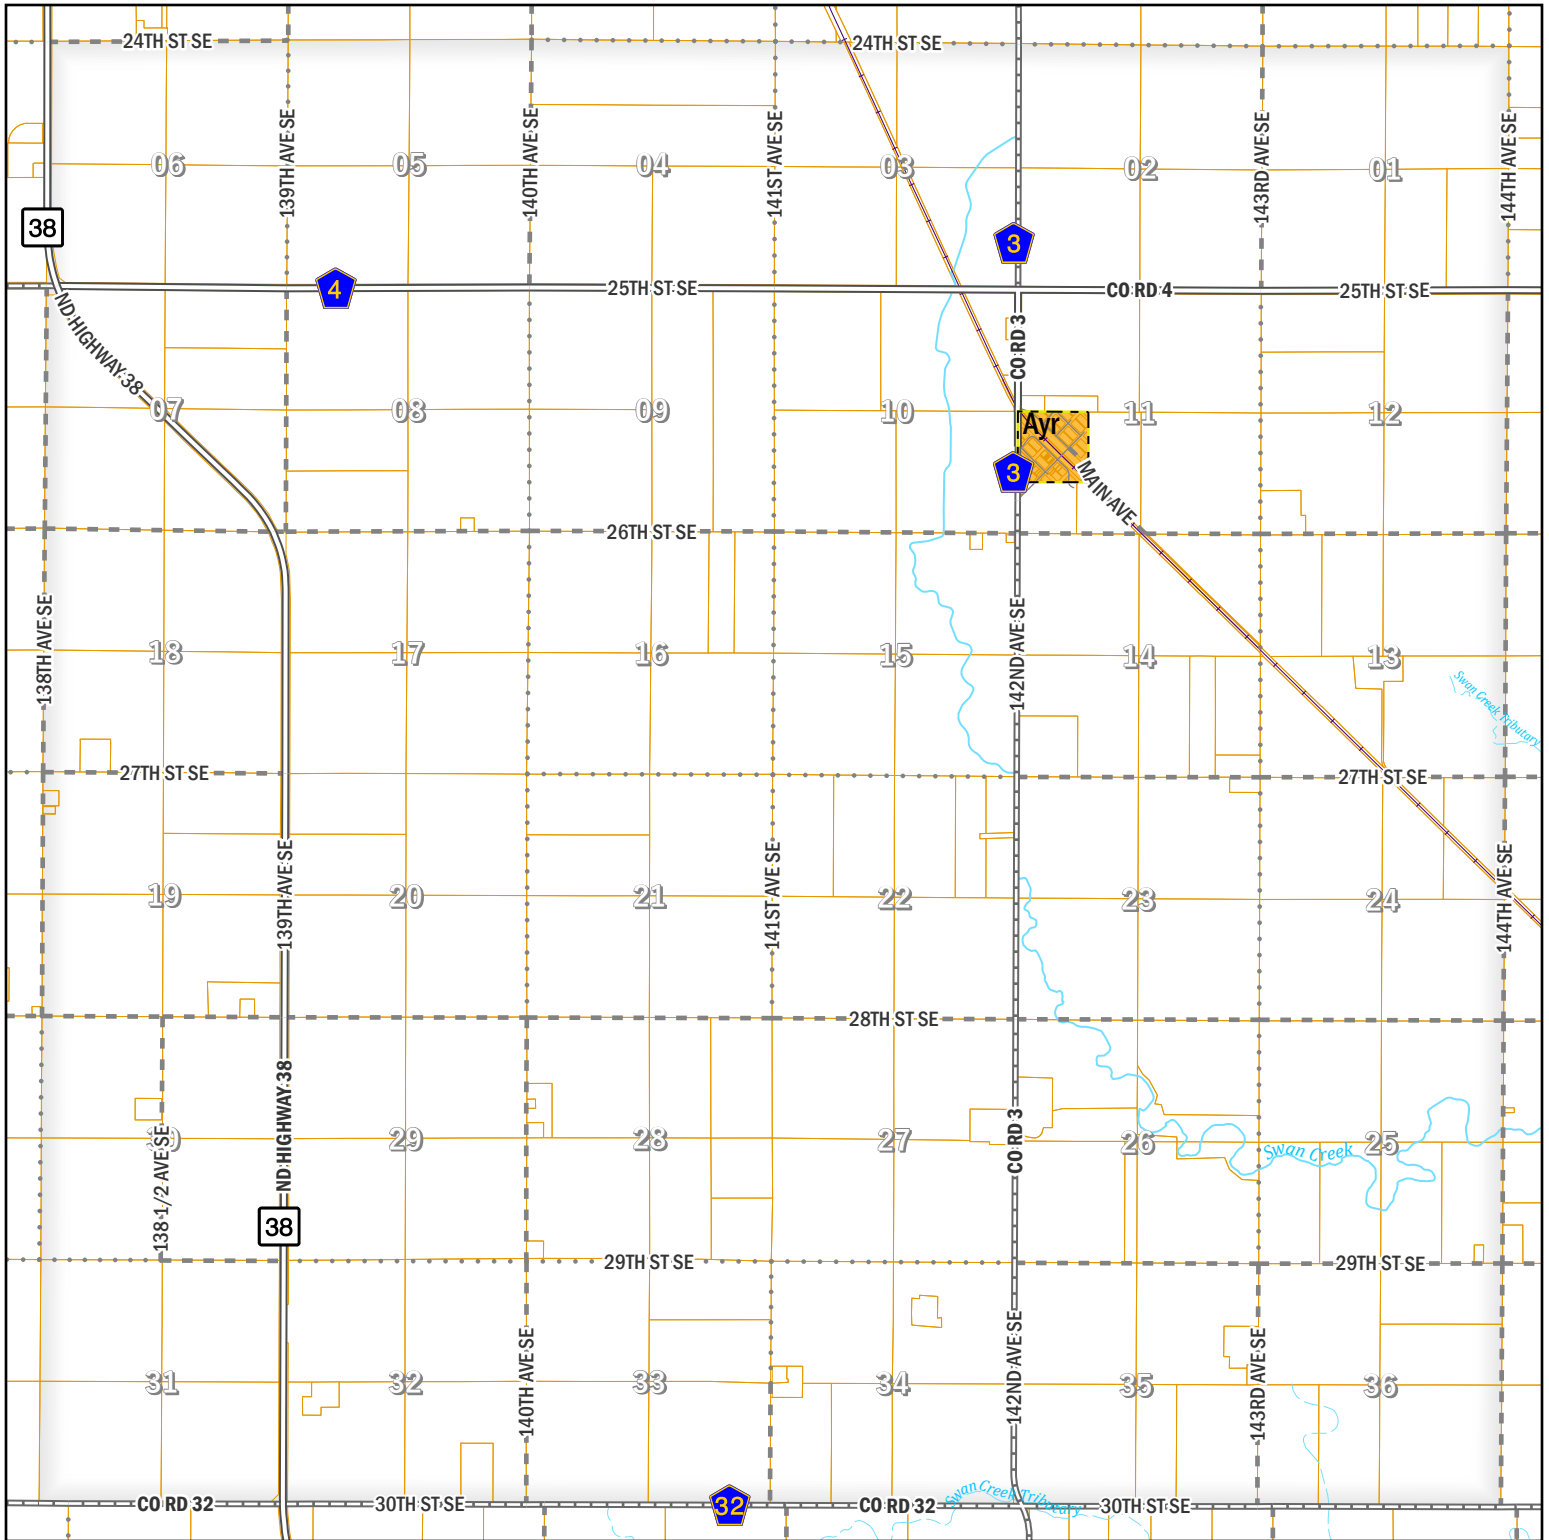 24TH ST SE
24TH ST SE
139TH AVE SE
140TH AVE SE
141ST AVE SE
143RD AVE SE
144TH AVE SE
06
05
04
03
02
01
38
3
4
25TH ST SE
CO RD 4
25TH ST SE
ND HIGHWAY 38
CO RD 3
07
08
09
10
11
12
Ayr
3
MAIN AVE
26TH ST SE
138TH AVE SE
142ND AVE SE
18
17
16
15
14
13
Swan Creek Tributary
27TH ST SE
27TH ST SE
139TH AVE SE
141ST AVE SE
144TH AVE SE
19
20
21
22
23
24
28TH ST SE
ND HIGHWAY 38
CO RD 3
138 1/2 AVE SE
29
28
27
26
25
Swan Creek
38
29TH ST SE
29TH ST SE
140TH AVE SE
142ND AVE SE
143RD AVE SE
31
32
33
34
35
36
CO RD 32
30TH ST SE
32
CO RD 32
Swan Creek Tributary
30TH ST SE